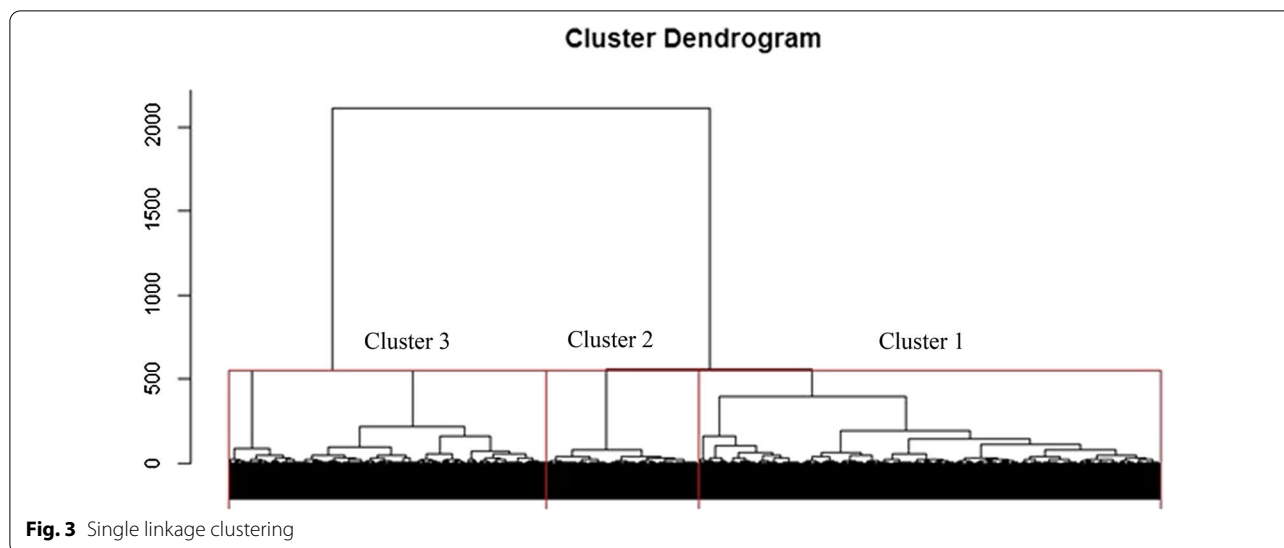 Cluster Dendrogram
2000
1500
1000
500
0
Cluster 3
Cluster 2
Cluster 1
Fig. 3 Single linkage clustering